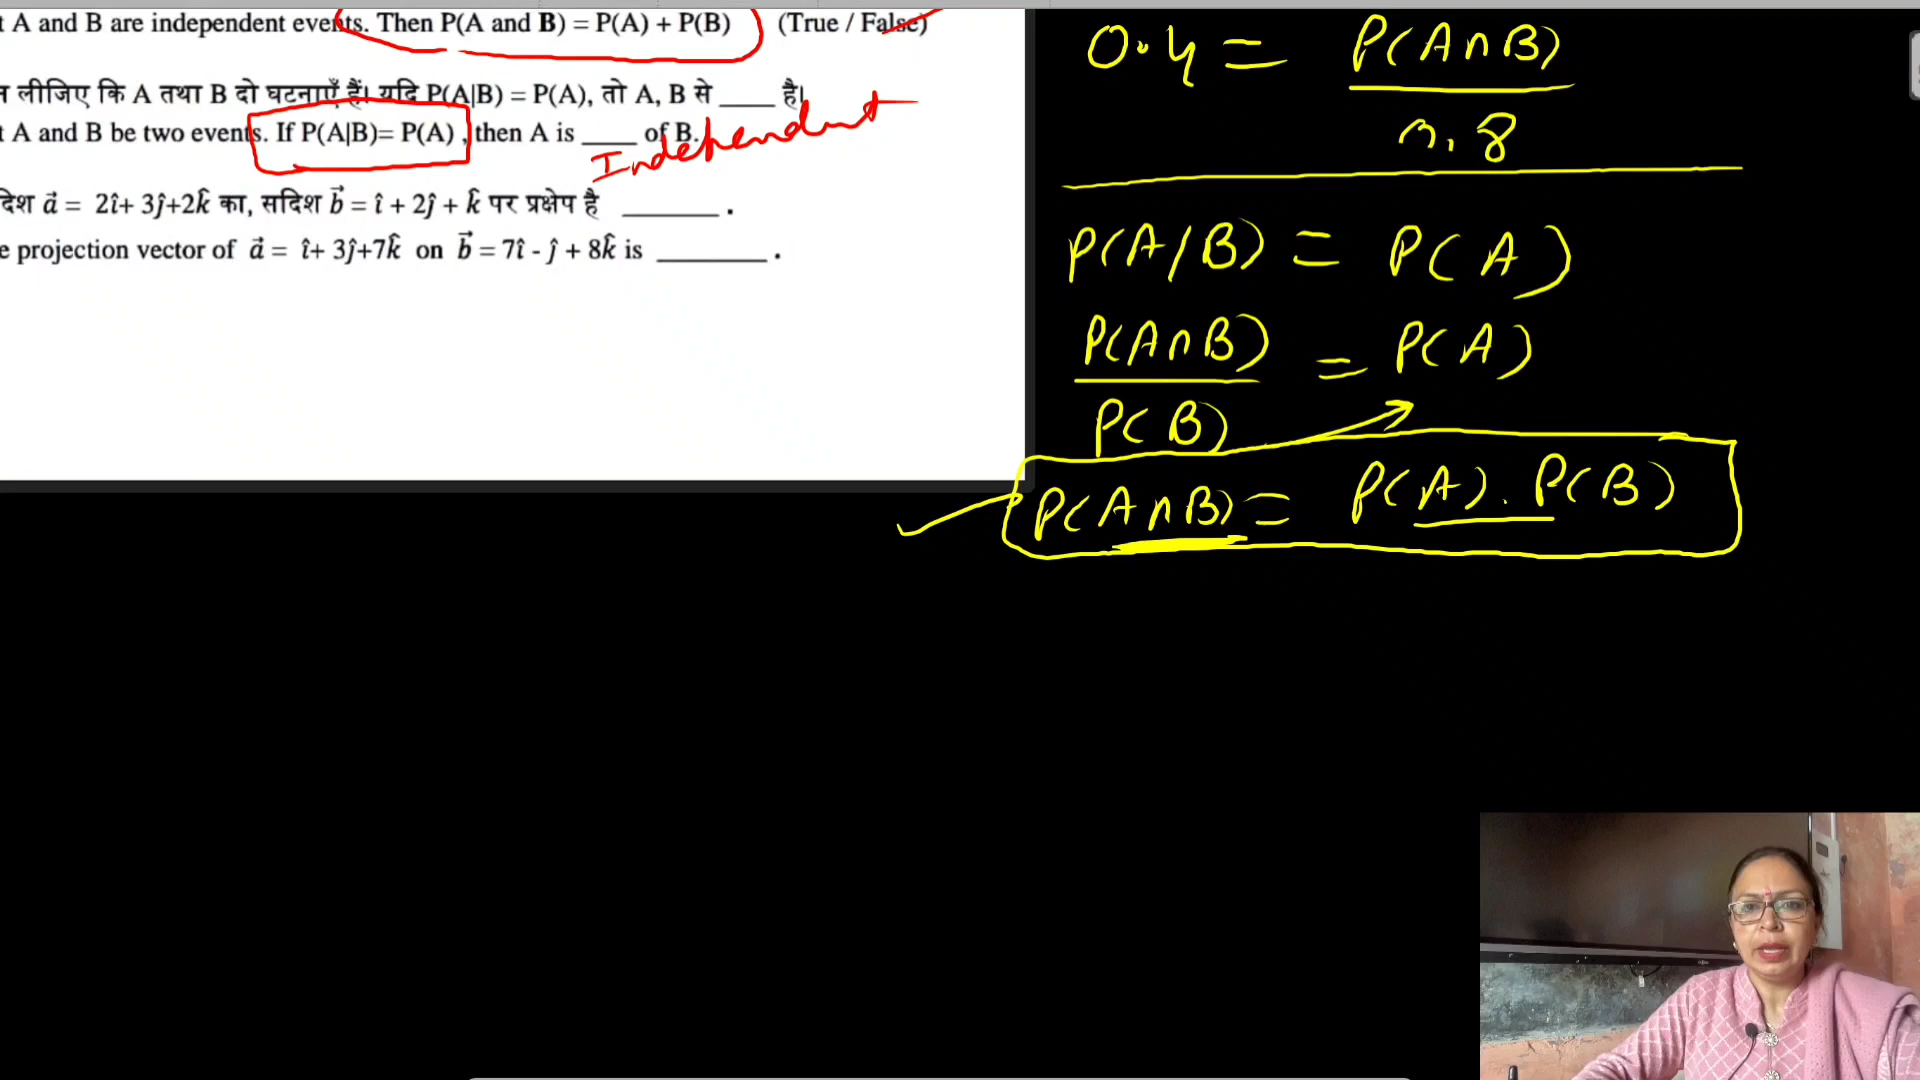 A and B are independent events. Then P(A and B) = P(A) + P(B) (True / False)
लीजिए कि A तथा B दो घटनाएँ हैं। यदि P(A|B) = P(A), तो A, B से ____ है।
A and B be two events. If P(A|B)= P(A) , then A is ____ of B.
Independent
दिश a⃗ = 2î+ 3ĵ+2k̂ का, सदिश b⃗ = î + 2ĵ + k̂ पर प्रक्षेप है _______ .
e projection vector of a⃗ = î+ 3ĵ+7k̂ on b⃗ = 7î - ĵ + 8k̂ is ________ .
0.4 = P(A∩B)
0.8
P(A/B) = P(A)
P(A∩B) = P(A)
P(B)
P(A∩B) = P(A). P(B)